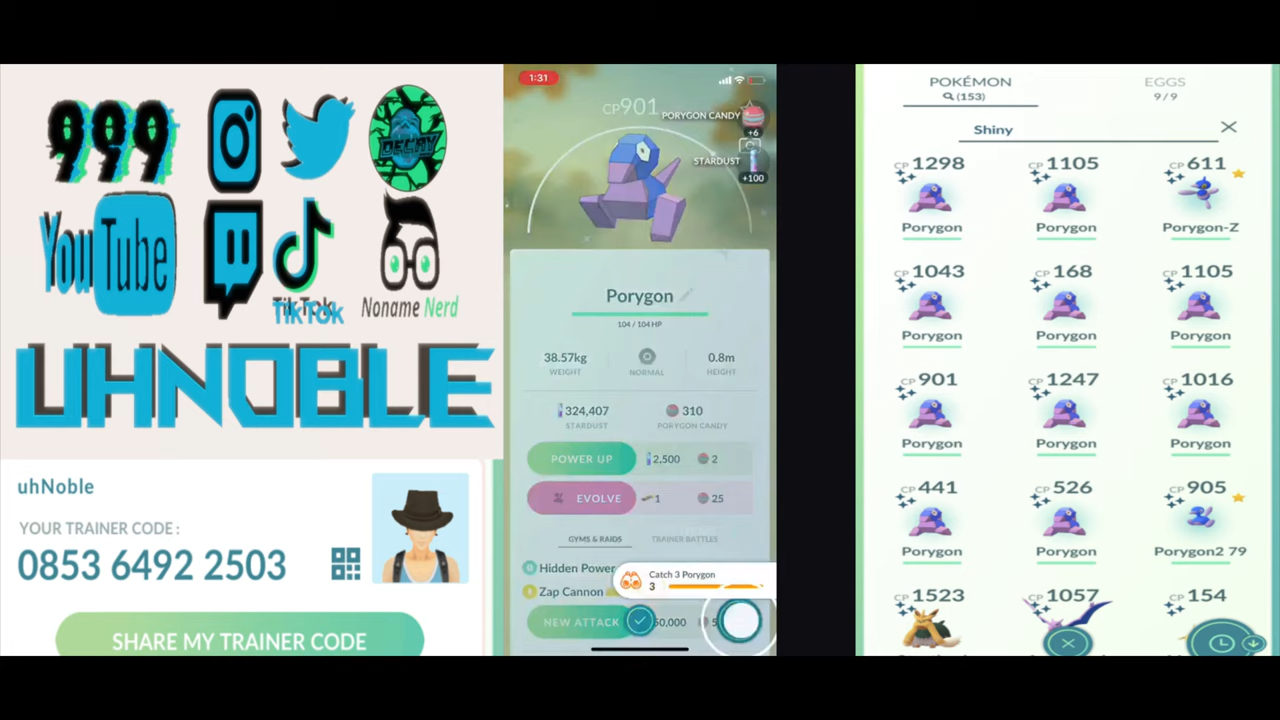 999
DECAY
YouTube
TikTok
TikTok
Noname Nerd
UHNOBLE
uhNoble
YOUR TRAINER CODE :
0853 6492 2503
SHARE MY TRAINER CODE
1:31
CP901
PORYGON CANDY
+6
STARDUST
+100
Porygon
104 / 104 HP
38.57kg
WEIGHT
NORMAL
0.8m
HEIGHT
324,407
STARDUST
310
PORYGON CANDY
POWER UP
2,500
2
EVOLVE
1
25
GYMS & RAIDS
TRAINER BATTLES
Hidden Power
Catch 3 Porygon
3
Zap Cannon
NEW ATTACK
50,000
POKÉMON
(153)
EGGS
9/9
Shiny
CP1298 CP1105 CP611
Porygon Porygon Porygon-Z
CP1043 CP168 CP1105
Porygon Porygon Porygon
CP901 CP1247 CP1016
Porygon Porygon Porygon
CP441 CP526 CP905
Porygon Porygon Porygon2 79
CP1523 CP1057 CP154